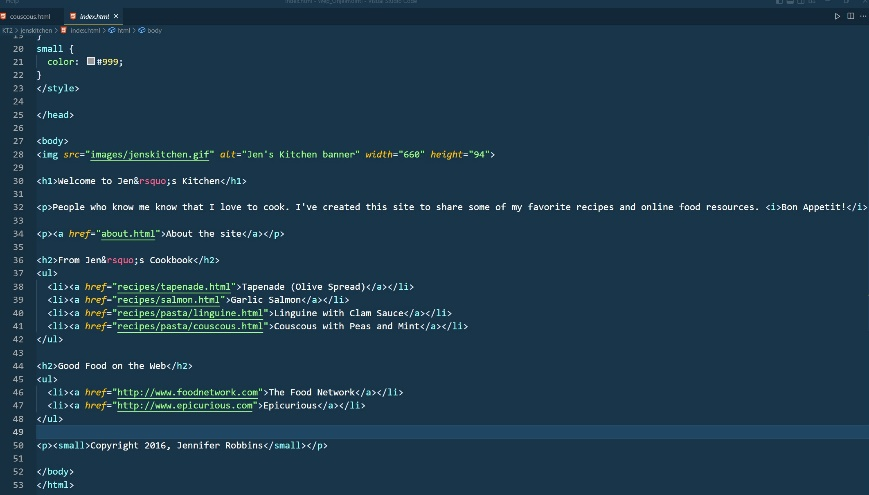 Help
couscous.html
index.html ×
KT2 > jenskitchen > index.html > html > body
19 }
20 small {
21   color: #999;
22 }
23 </style>
24
25 </head>
26
27 <body>
28 <img src="images/jenskitchen.gif" alt="Jen's Kitchen banner" width="660" height="94">
29
30 <h1>Welcome to Jen&rsquo;s Kitchen</h1>
31
32 <p>People who know me know that I love to cook. I've created this site to share some of my favorite recipes and online food resources. <i>Bon Appetit!</i>
33
34 <p><a href="about.html">About the site</a></p>
35
36 <h2>From Jen&rsquo;s Cookbook</h2>
37 <ul>
38   <li><a href="recipes/tapenade.html">Tapenade (Olive Spread)</a></li>
39   <li><a href="recipes/salmon.html">Garlic Salmon</a></li>
40   <li><a href="recipes/pasta/linguine.html">Linguine with Clam Sauce</a></li>
41   <li><a href="recipes/pasta/couscous.html">Couscous with Peas and Mint</a></li>
42 </ul>
43
44 <h2>Good Food on the Web</h2>
45 <ul>
46   <li><a href="http://www.foodnetwork.com">The Food Network</a></li>
47   <li><a href="http://www.epicurious.com">Epicurious</a></li>
48 </ul>
49
50 <p><small>Copyright 2016, Jennifer Robbins</small></p>
51
52 </body>
53 </html>